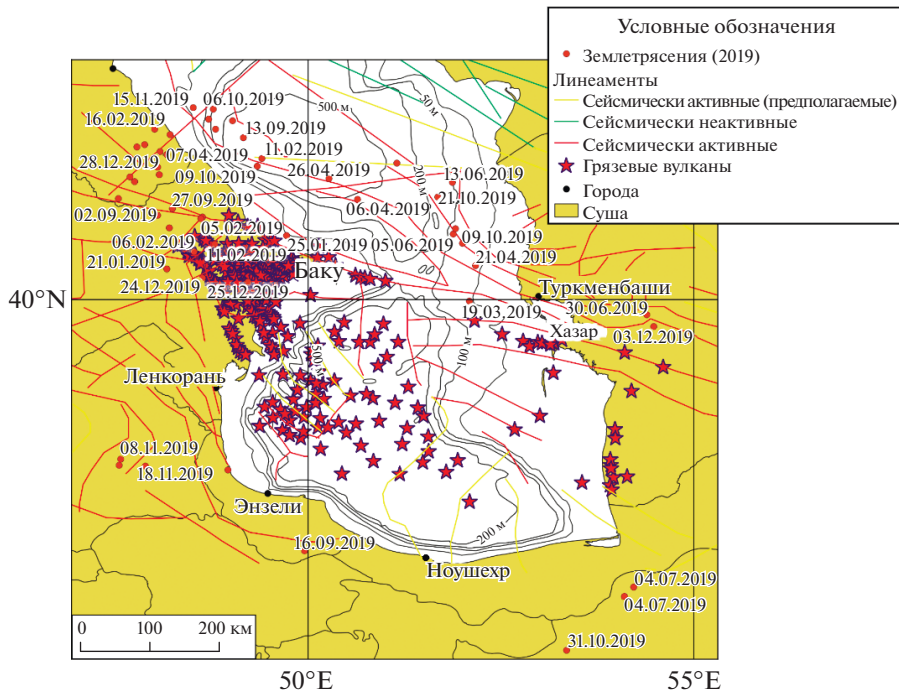 Условные обозначения
Землетрясения (2019)
Линеаменты
Сейсмически активные (предполагаемые)
Сейсмически неактивные
Сейсмически активные
Грязевые вулканы
Города
Суша
15.11.2019
06.10.2019
500 м
50 м
16.02.2019
13.09.2019
07.04.2019
11.02.2019
28.12.2019
26.04.2019
200 м
13.06.2019
09.10.2019
21.10.2019
27.09.2019
06.04.2019
02.09.2019
05.02.2019
09.10.2019
06.02.2019
25.01.2019
05.06.2019
11.02.2019
21.01.2019
Баку
21.04.2019
24.12.2019
25.12.2019
40°N
Туркменбаши
19.03.2019
30.06.2019
Хазар
03.12.2019
500 м
100 м
Ленкорань
08.11.2019
18.11.2019
Энзели
200 м
16.09.2019
Ноушехр
04.07.2019
04.07.2019
31.10.2019
0 100 200 км
50°E
55°E